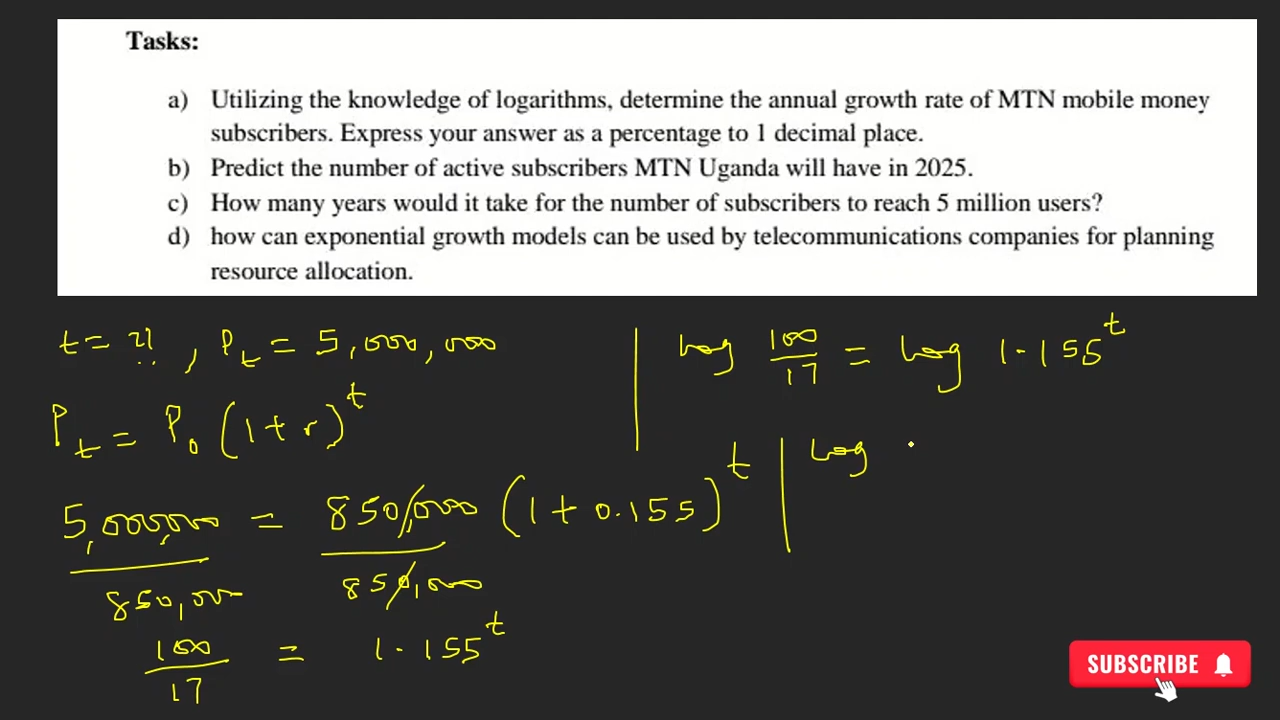 Tasks:
a) Utilizing the knowledge of logarithms, determine the annual growth rate of MTN mobile money
subscribers. Express your answer as a percentage to 1 decimal place.
b) Predict the number of active subscribers MTN Uganda will have in 2025.
c) How many years would it take for the number of subscribers to reach 5 million users?
d) how can exponential growth models can be used by telecommunications companies for planning
resource allocation.
t = ?? , P_t = 5,000,000
P_t = P_0 (1 + r)^t
5,000,000 / 850,000 = 850,000 / 850,000 (1 + 0.155)^t
100/17 = 1.155^t
log 100/17 = log 1.155^t
log
SUBSCRIBE